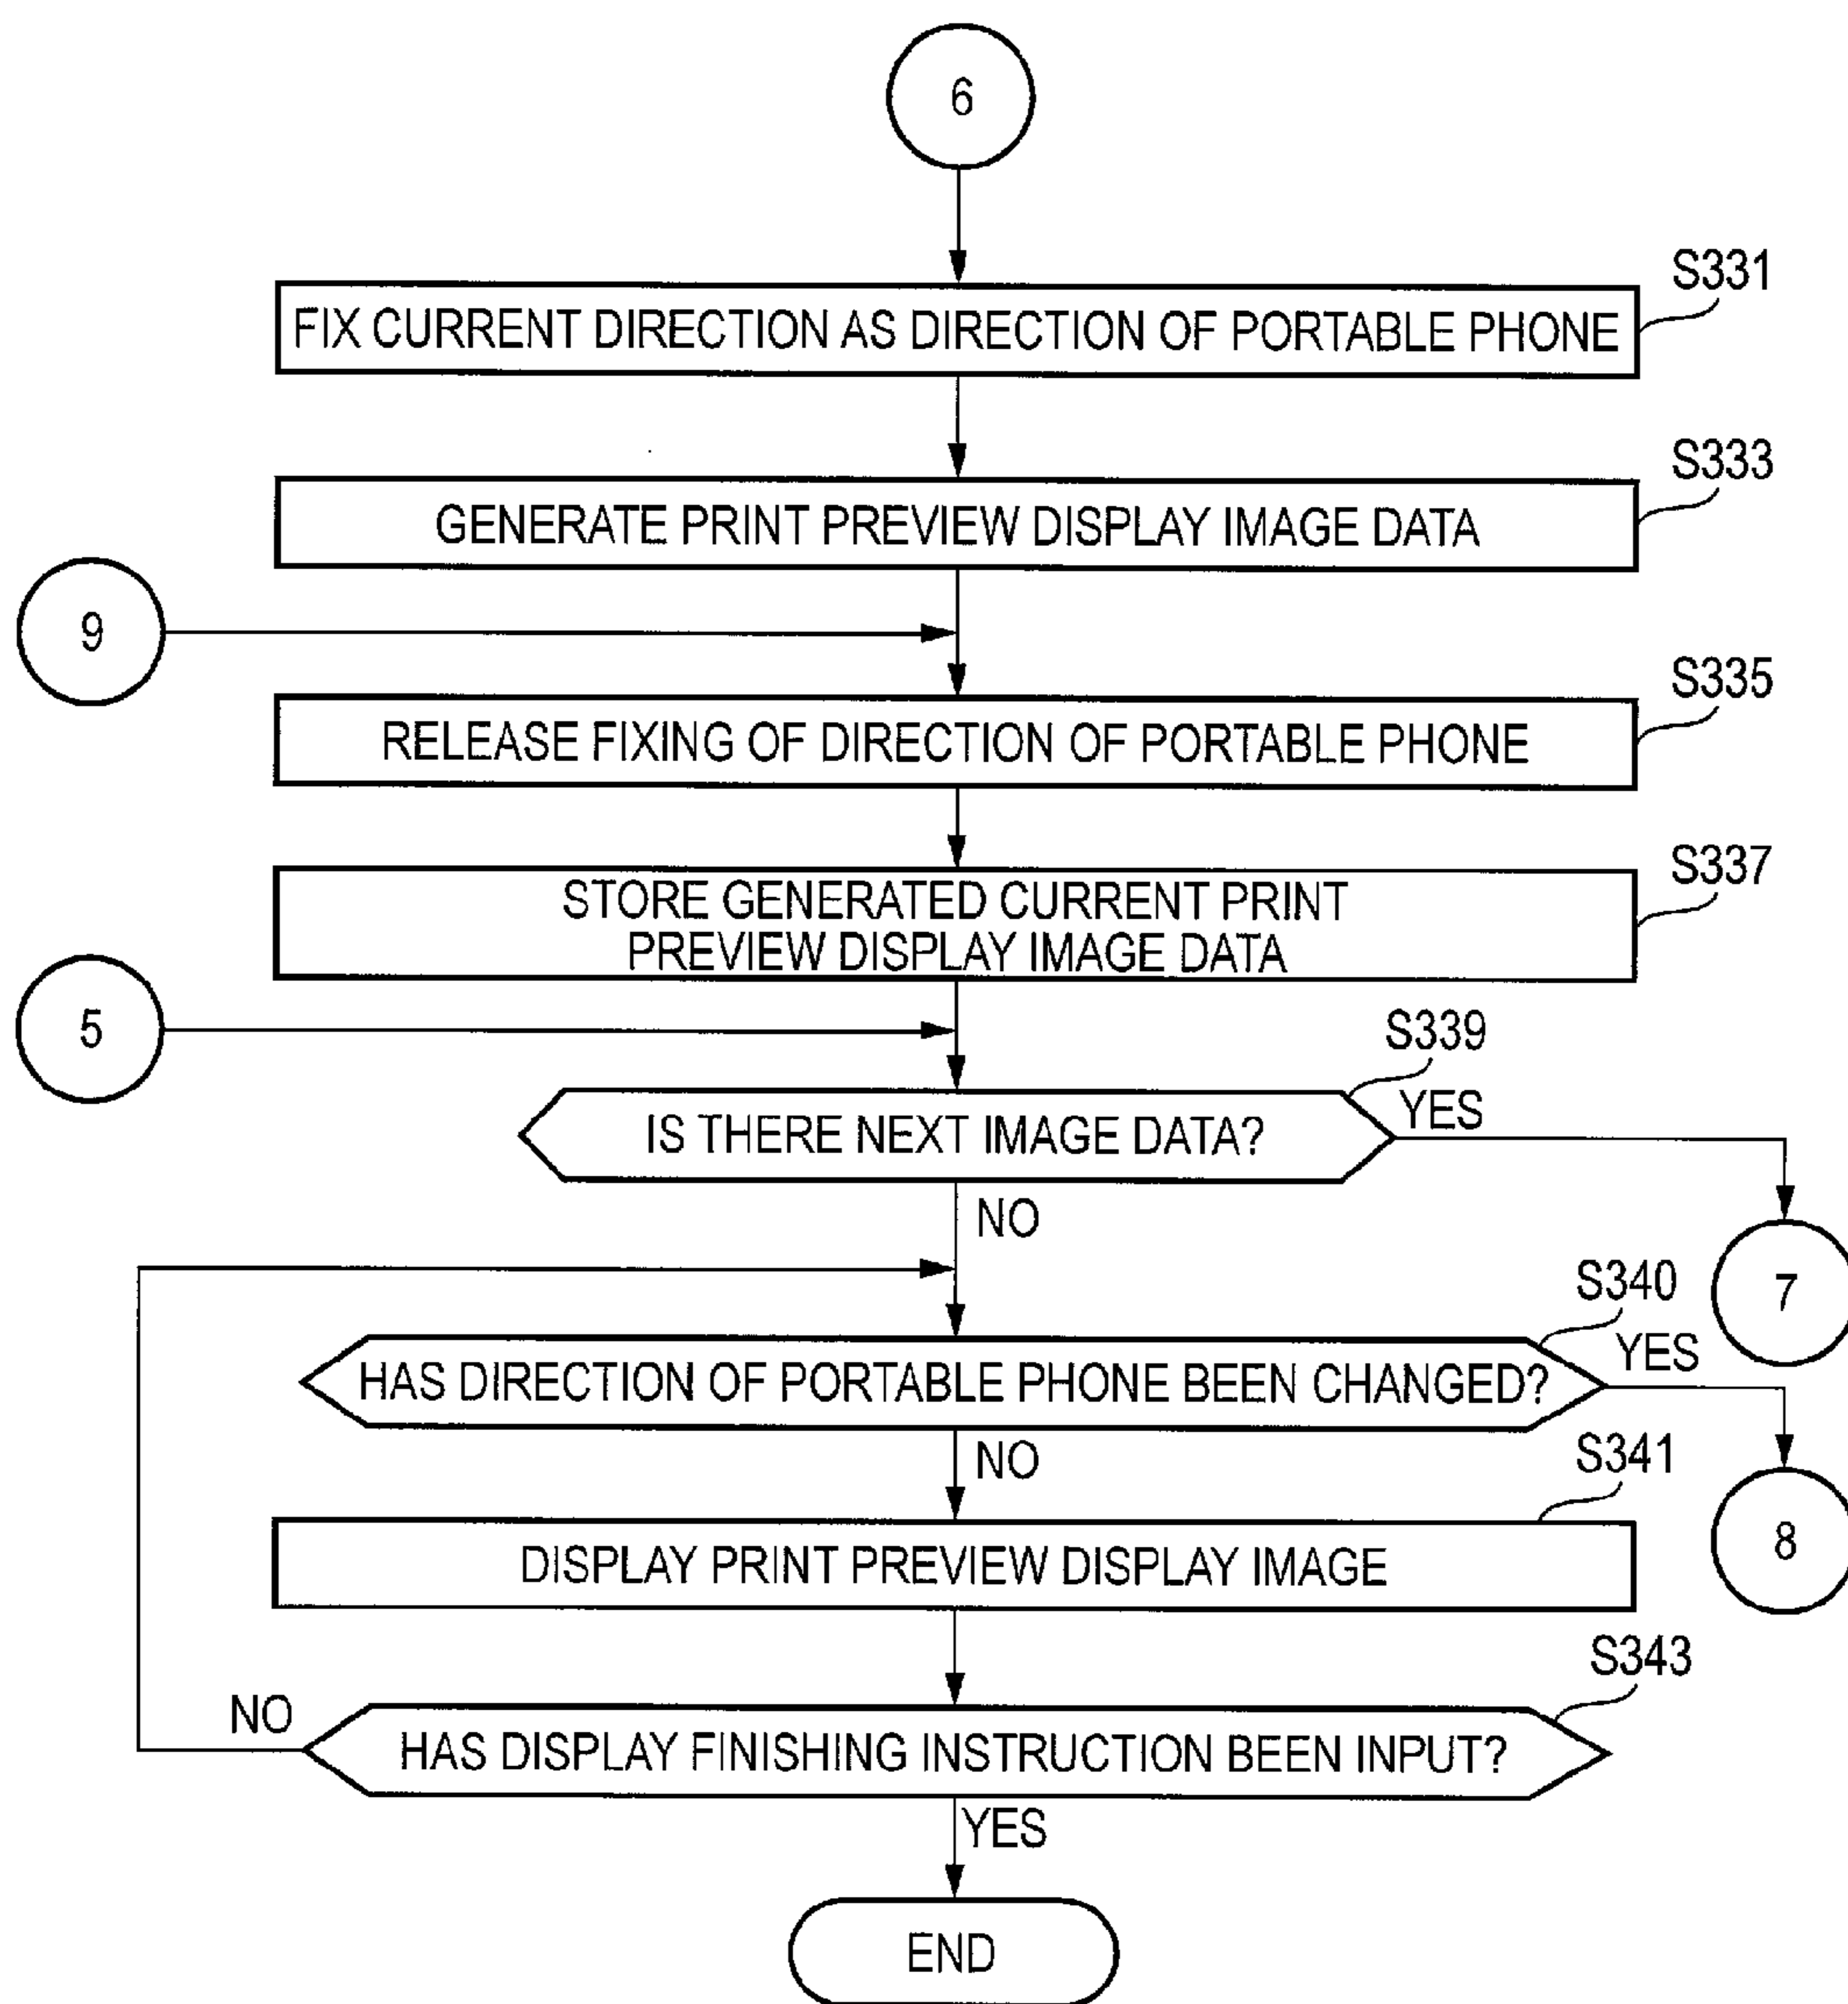 6
S331
FIX CURRENT DIRECTION AS DIRECTION OF PORTABLE PHONE
S333
GENERATE PRINT PREVIEW DISPLAY IMAGE DATA
9
S335
RELEASE FIXING OF DIRECTION OF PORTABLE PHONE
S337
STORE GENERATED CURRENT PRINT
PREVIEW DISPLAY IMAGE DATA
5
S339
IS THERE NEXT IMAGE DATA?
YES
NO
7
S340
HAS DIRECTION OF PORTABLE PHONE BEEN CHANGED?
YES
NO
8
S341
DISPLAY PRINT PREVIEW DISPLAY IMAGE
S343
NO
HAS DISPLAY FINISHING INSTRUCTION BEEN INPUT?
YES
END